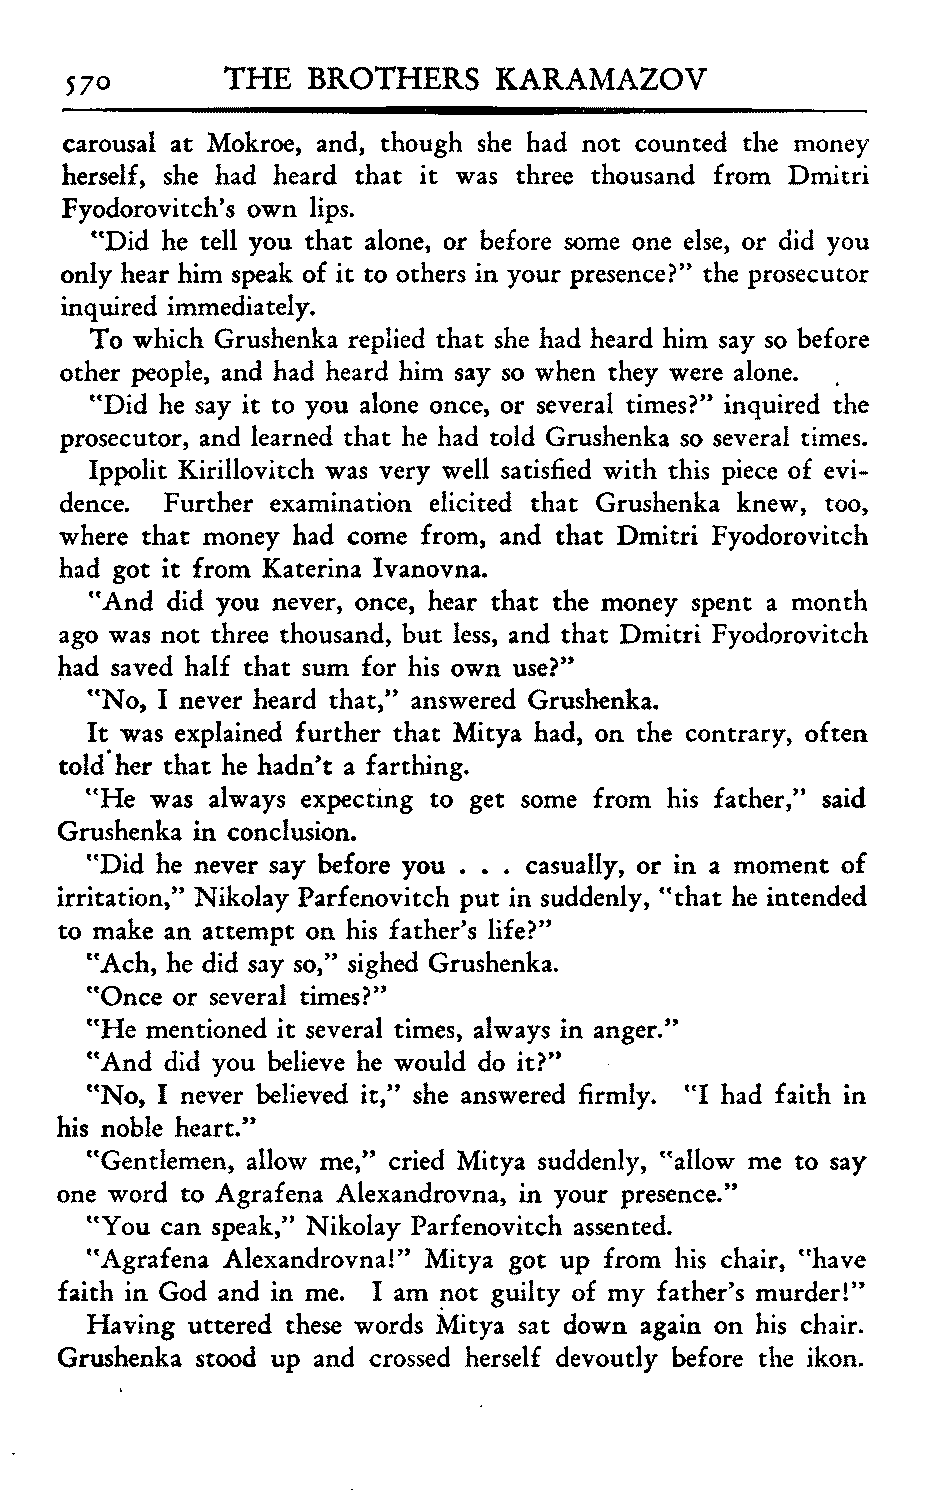 570 THE BROTHERS KARAMAZOV
carousal at Mokroe, and, though she had not counted the money
herself, she had heard that it was three thousand from Dmitri
Fyodorovitch's own lips.
"Did he tell you that alone, or before some one else, or did you
only hear him speak of it to others in your presence?" the prosecutor
inquired immediately.
To which Grushenka replied that she had heard him say so before
other people, and had heard him say so when they were alone.
"Did he say it to you alone once, or several times?" inquired the
prosecutor, and learned that he had told Grushenka so several times.
Ippolit Kirillovitch was very well satisfied with this piece of evi-
dence. Further examination elicited that Grushenka knew, too,
where that money had come from, and that Dmitri Fyodorovitch
had got it from Katerina Ivanovna.
"And did you never, once, hear that the money spent a month
ago was not three thousand, but less, and that Dmitri Fyodorovitch
had saved half that sum for his own use?"
"No, I never heard that," answered Grushenka.
It was explained further that Mitya had, on the contrary, often
told her that he hadn't a farthing.
"He was always expecting to get some from his father," said
Grushenka in conclusion.
"Did he never say before you . . . casually, or in a moment of
irritation," Nikolay Parfenovitch put in suddenly, "that he intended
to make an attempt on his father's life?"
"Ach, he did say so," sighed Grushenka.
"Once or several times?"
"He mentioned it several times, always in anger."
"And did you believe he would do it?"
"No, I never believed it," she answered firmly. "I had faith in
his noble heart."
"Gentlemen, allow me," cried Mitya suddenly, "allow me to say
one word to Agrafena Alexandrovna, in your presence."
"You can speak," Nikolay Parfenovitch assented.
"Agrafena Alexandrovna!" Mitya got up from his chair, "have
faith in God and in me. I am not guilty of my father's murder!"
Having uttered these words Mitya sat down again on his chair.
Grushenka stood up and crossed herself devoutly before the ikon.